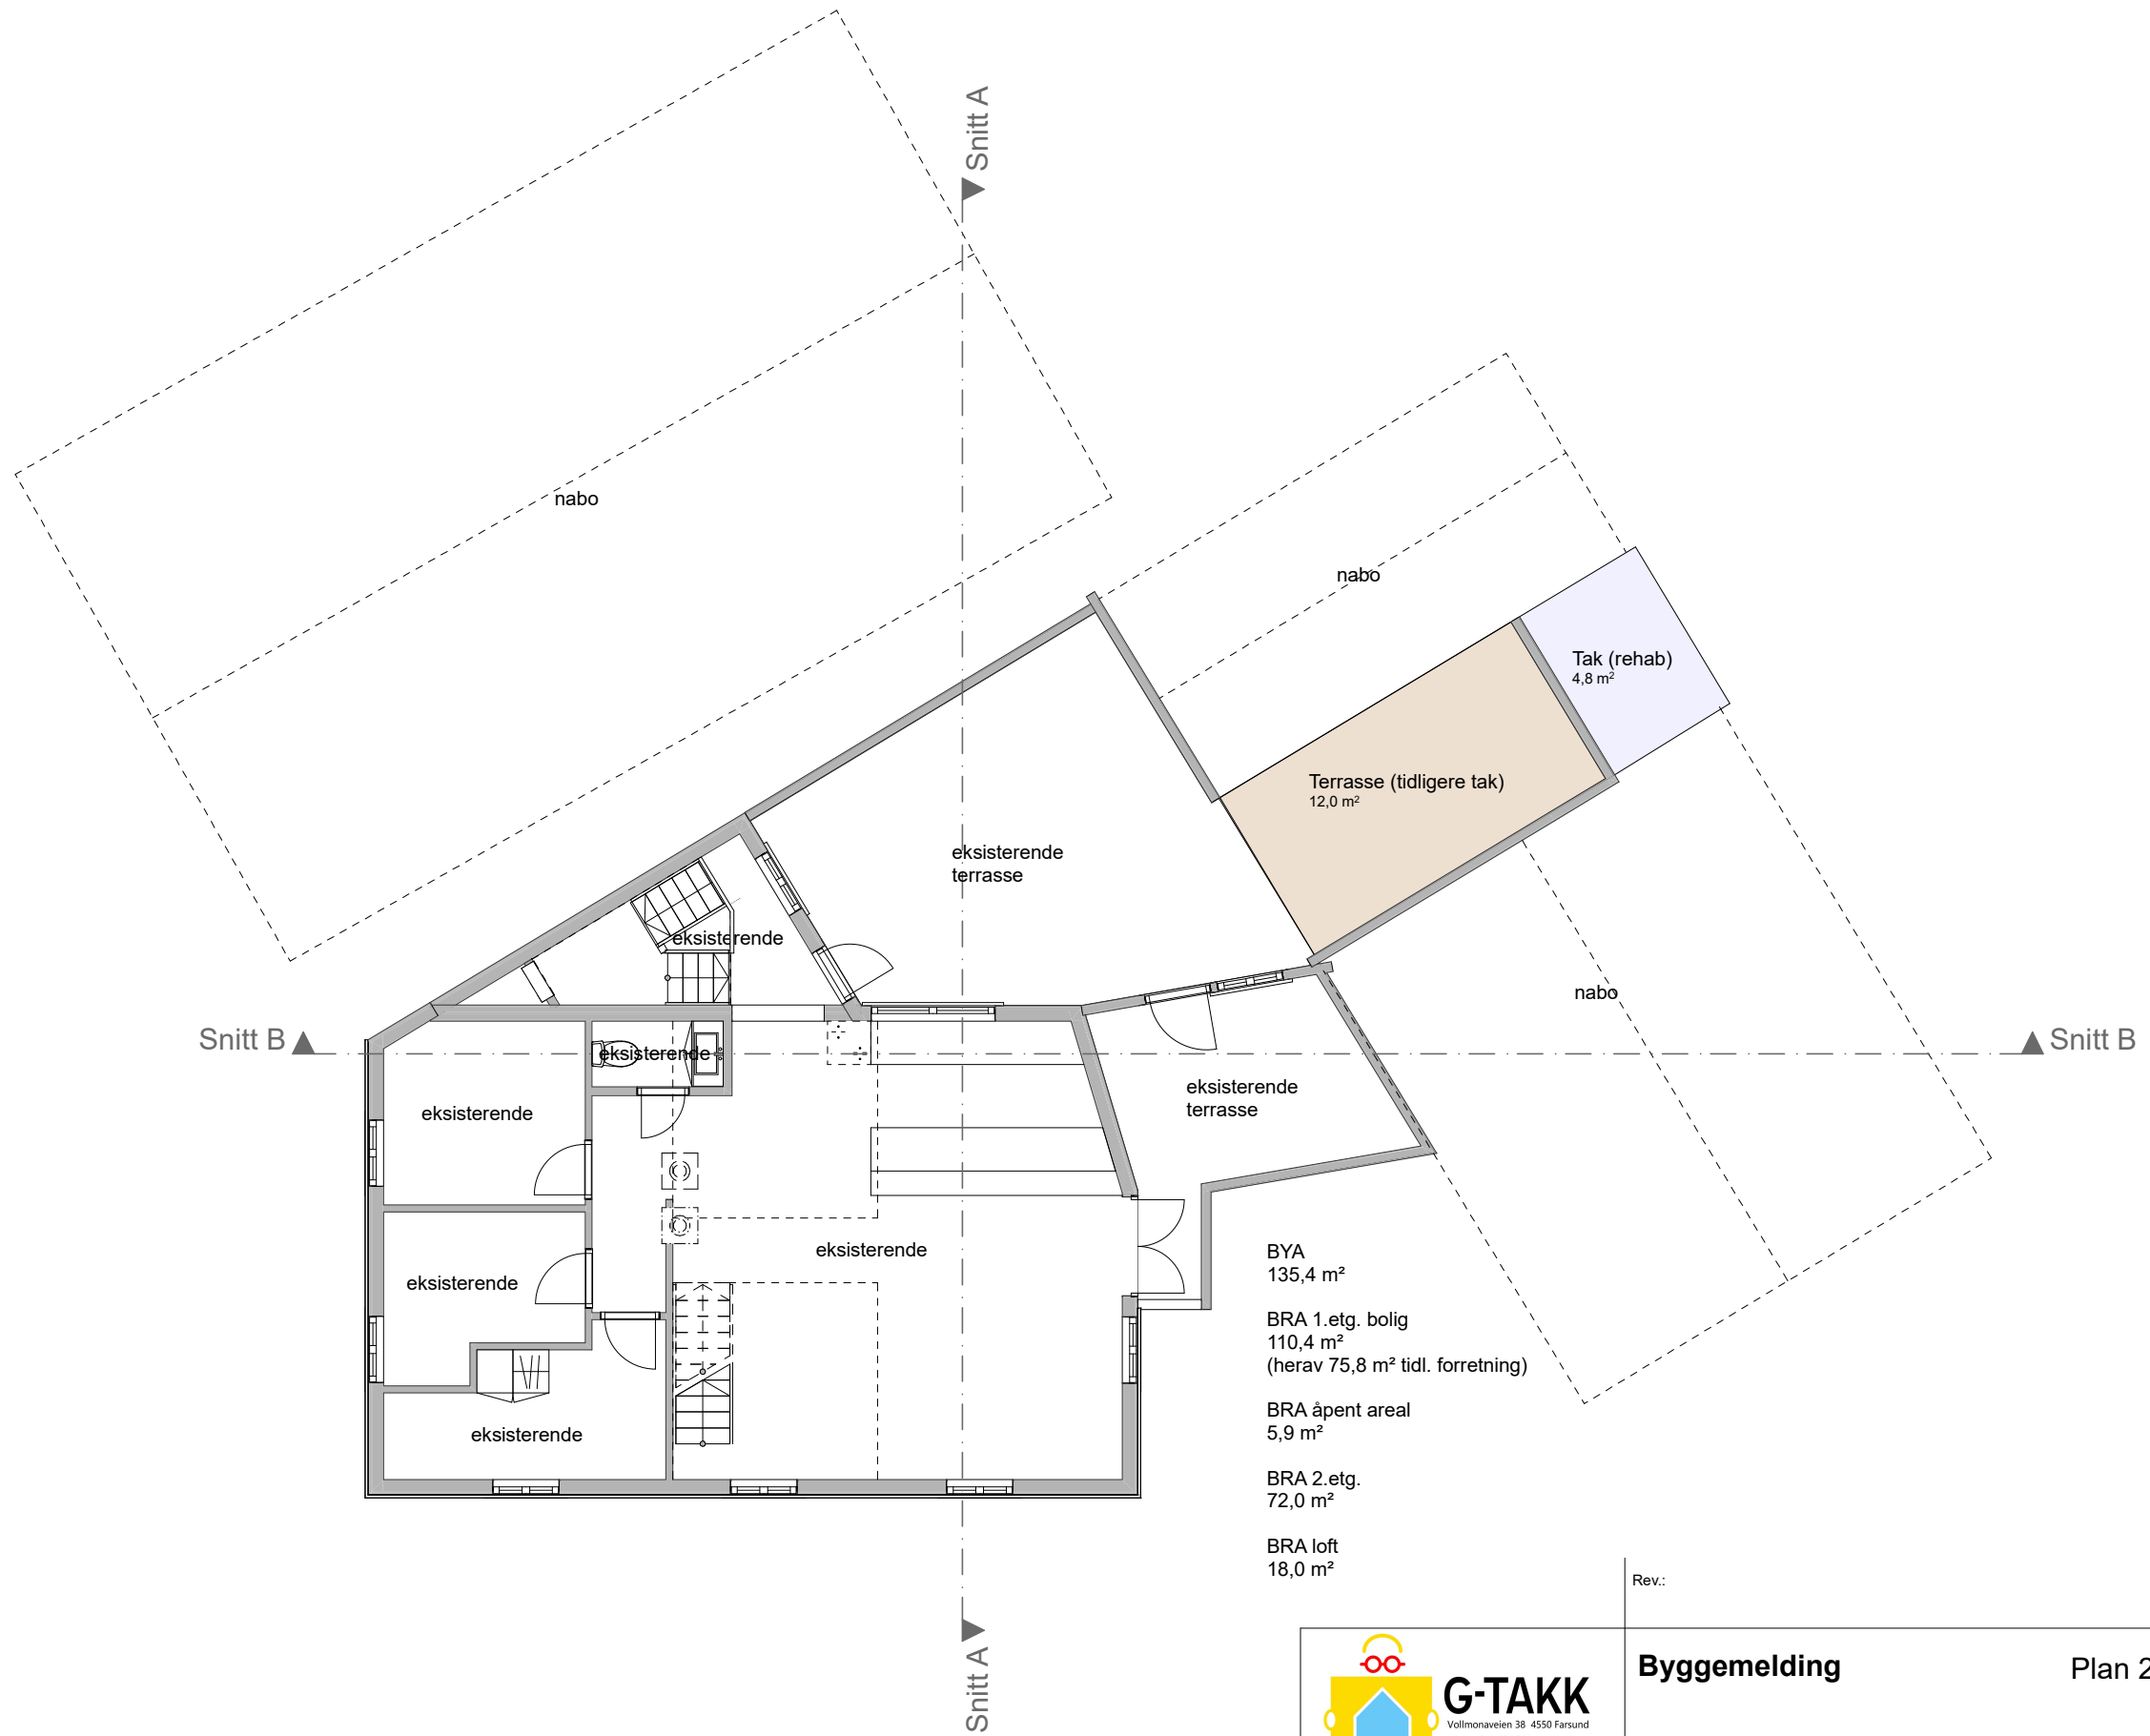 Snitt A
nabo
nabo
Tak (rehab)
4,8 m²
Terrasse (tidligere tak)
12,0 m²
eksisterende
terrasse
eksisterende
nabo
Snitt B
Snitt B
eksisterende
eksisterende
eksisterende
terrasse
eksisterende
eksisterende
eksisterende
BYA
135,4 m²
BRA 1.etg. bolig
110,4 m²
(herav 75,8 m² tidl. forretning)
BRA åpent areal
5,9 m²
BRA 2.etg.
72,0 m²
BRA loft
18,0 m²
Snitt A
Rev.:
Byggemelding
Plan 2
G-TAKK
Vollmonaveien 38 4550 Farsund